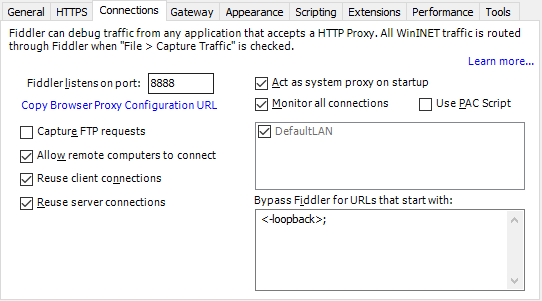 General HTTPS Connections Gateway Appearance Scripting Extensions Performance Tools
Fiddler can debug traffic from any application that accepts a HTTP Proxy. All WinINET traffic is routed
through Fiddler when "File > Capture Traffic" is checked.
Learn more...
Fiddler listens on port: 8888
Copy Browser Proxy Configuration URL
Capture FTP requests
Allow remote computers to connect
Reuse client connections
Reuse server connections
Act as system proxy on startup
Monitor all connections Use PAC Script
DefaultLAN
Bypass Fiddler for URLs that start with:
<-loopback>;